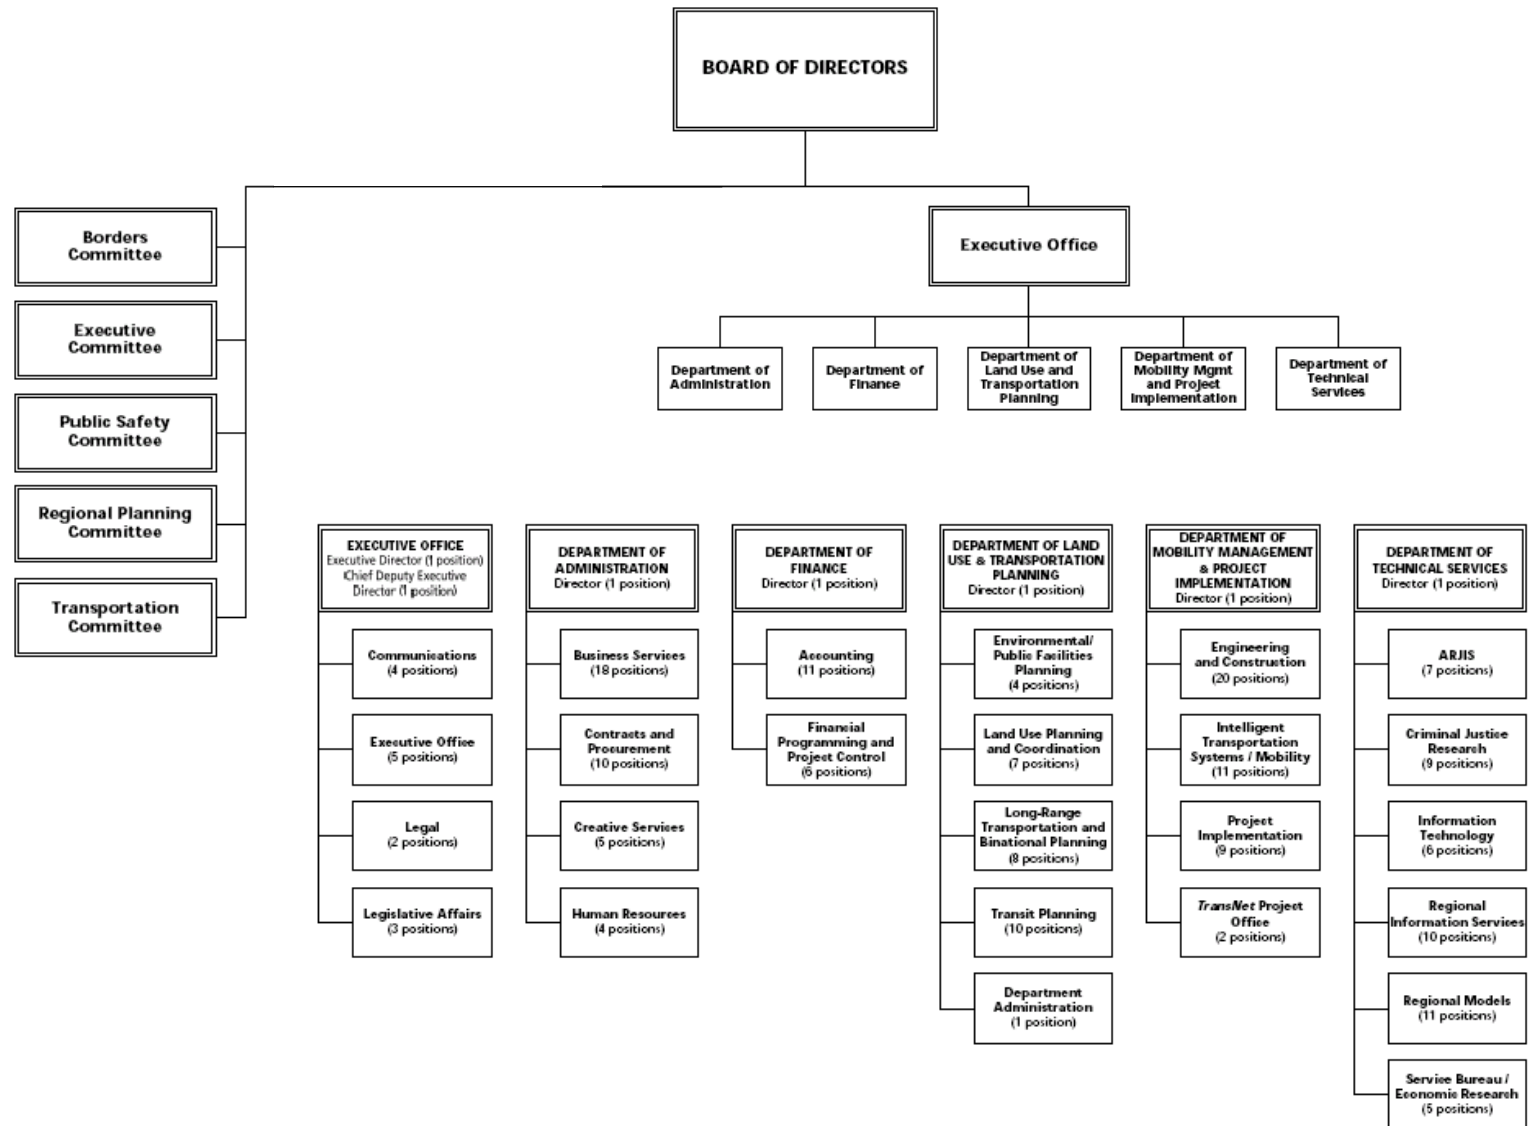 BOARD OF DIRECTORS
Borders
Committee
Executive
Committee
Public Safety
Committee
Regional Planning
Committee
Transportation
Committee
Executive Office
Department of
Administration
Department of
Finance
Department of
Land Use and
Transportation
Planning
Department of
Mobility Mgmt
and Project
Implementation
Department of
Technical
Services
EXECUTIVE OFFICE
Executive Director (1 position)
Chief Deputy Executive
Director (1 position)
Communications
(4 positions)
Executive Office
(5 positions)
Legal
(2 positions)
Legislative Affairs
(3 positions)
DEPARTMENT OF
ADMINISTRATION
Director (1 position)
Business Services
(18 positions)
Contracts and
Procurement
(10 positions)
Creative Services
(5 positions)
Human Resources
(4 positions)
DEPARTMENT OF
FINANCE
Director (1 position)
Accounting
(11 positions)
Financial
Programming and
Project Control
(6 positions)
DEPARTMENT OF LAND
USE & TRANSPORTATION
PLANNING
Director (1 position)
Environmental/
Public Facilities
Planning
(4 positions)
Land Use Planning
and Coordination
(7 positions)
Long-Range
Transportation and
Binational Planning
(8 positions)
Transit Planning
(10 positions)
Department
Administration
(1 position)
DEPARTMENT OF
MOBILITY MANAGEMENT
& PROJECT
IMPLEMENTATION
Director (1 position)
Engineering
and Construction
(20 positions)
Intelligent
Transportation
Systems / Mobility
(11 positions)
Project
Implementation
(9 positions)
TransNet Project
Office
(2 positions)
DEPARTMENT OF
TECHNICAL SERVICES
Director (1 position)
ARJIS
(7 positions)
Criminal Justice
Research
(9 positions)
Information
Technology
(6 positions)
Regional
Information Services
(10 positions)
Regional Models
(11 positions)
Service Bureau /
Economic Research
(5 positions)